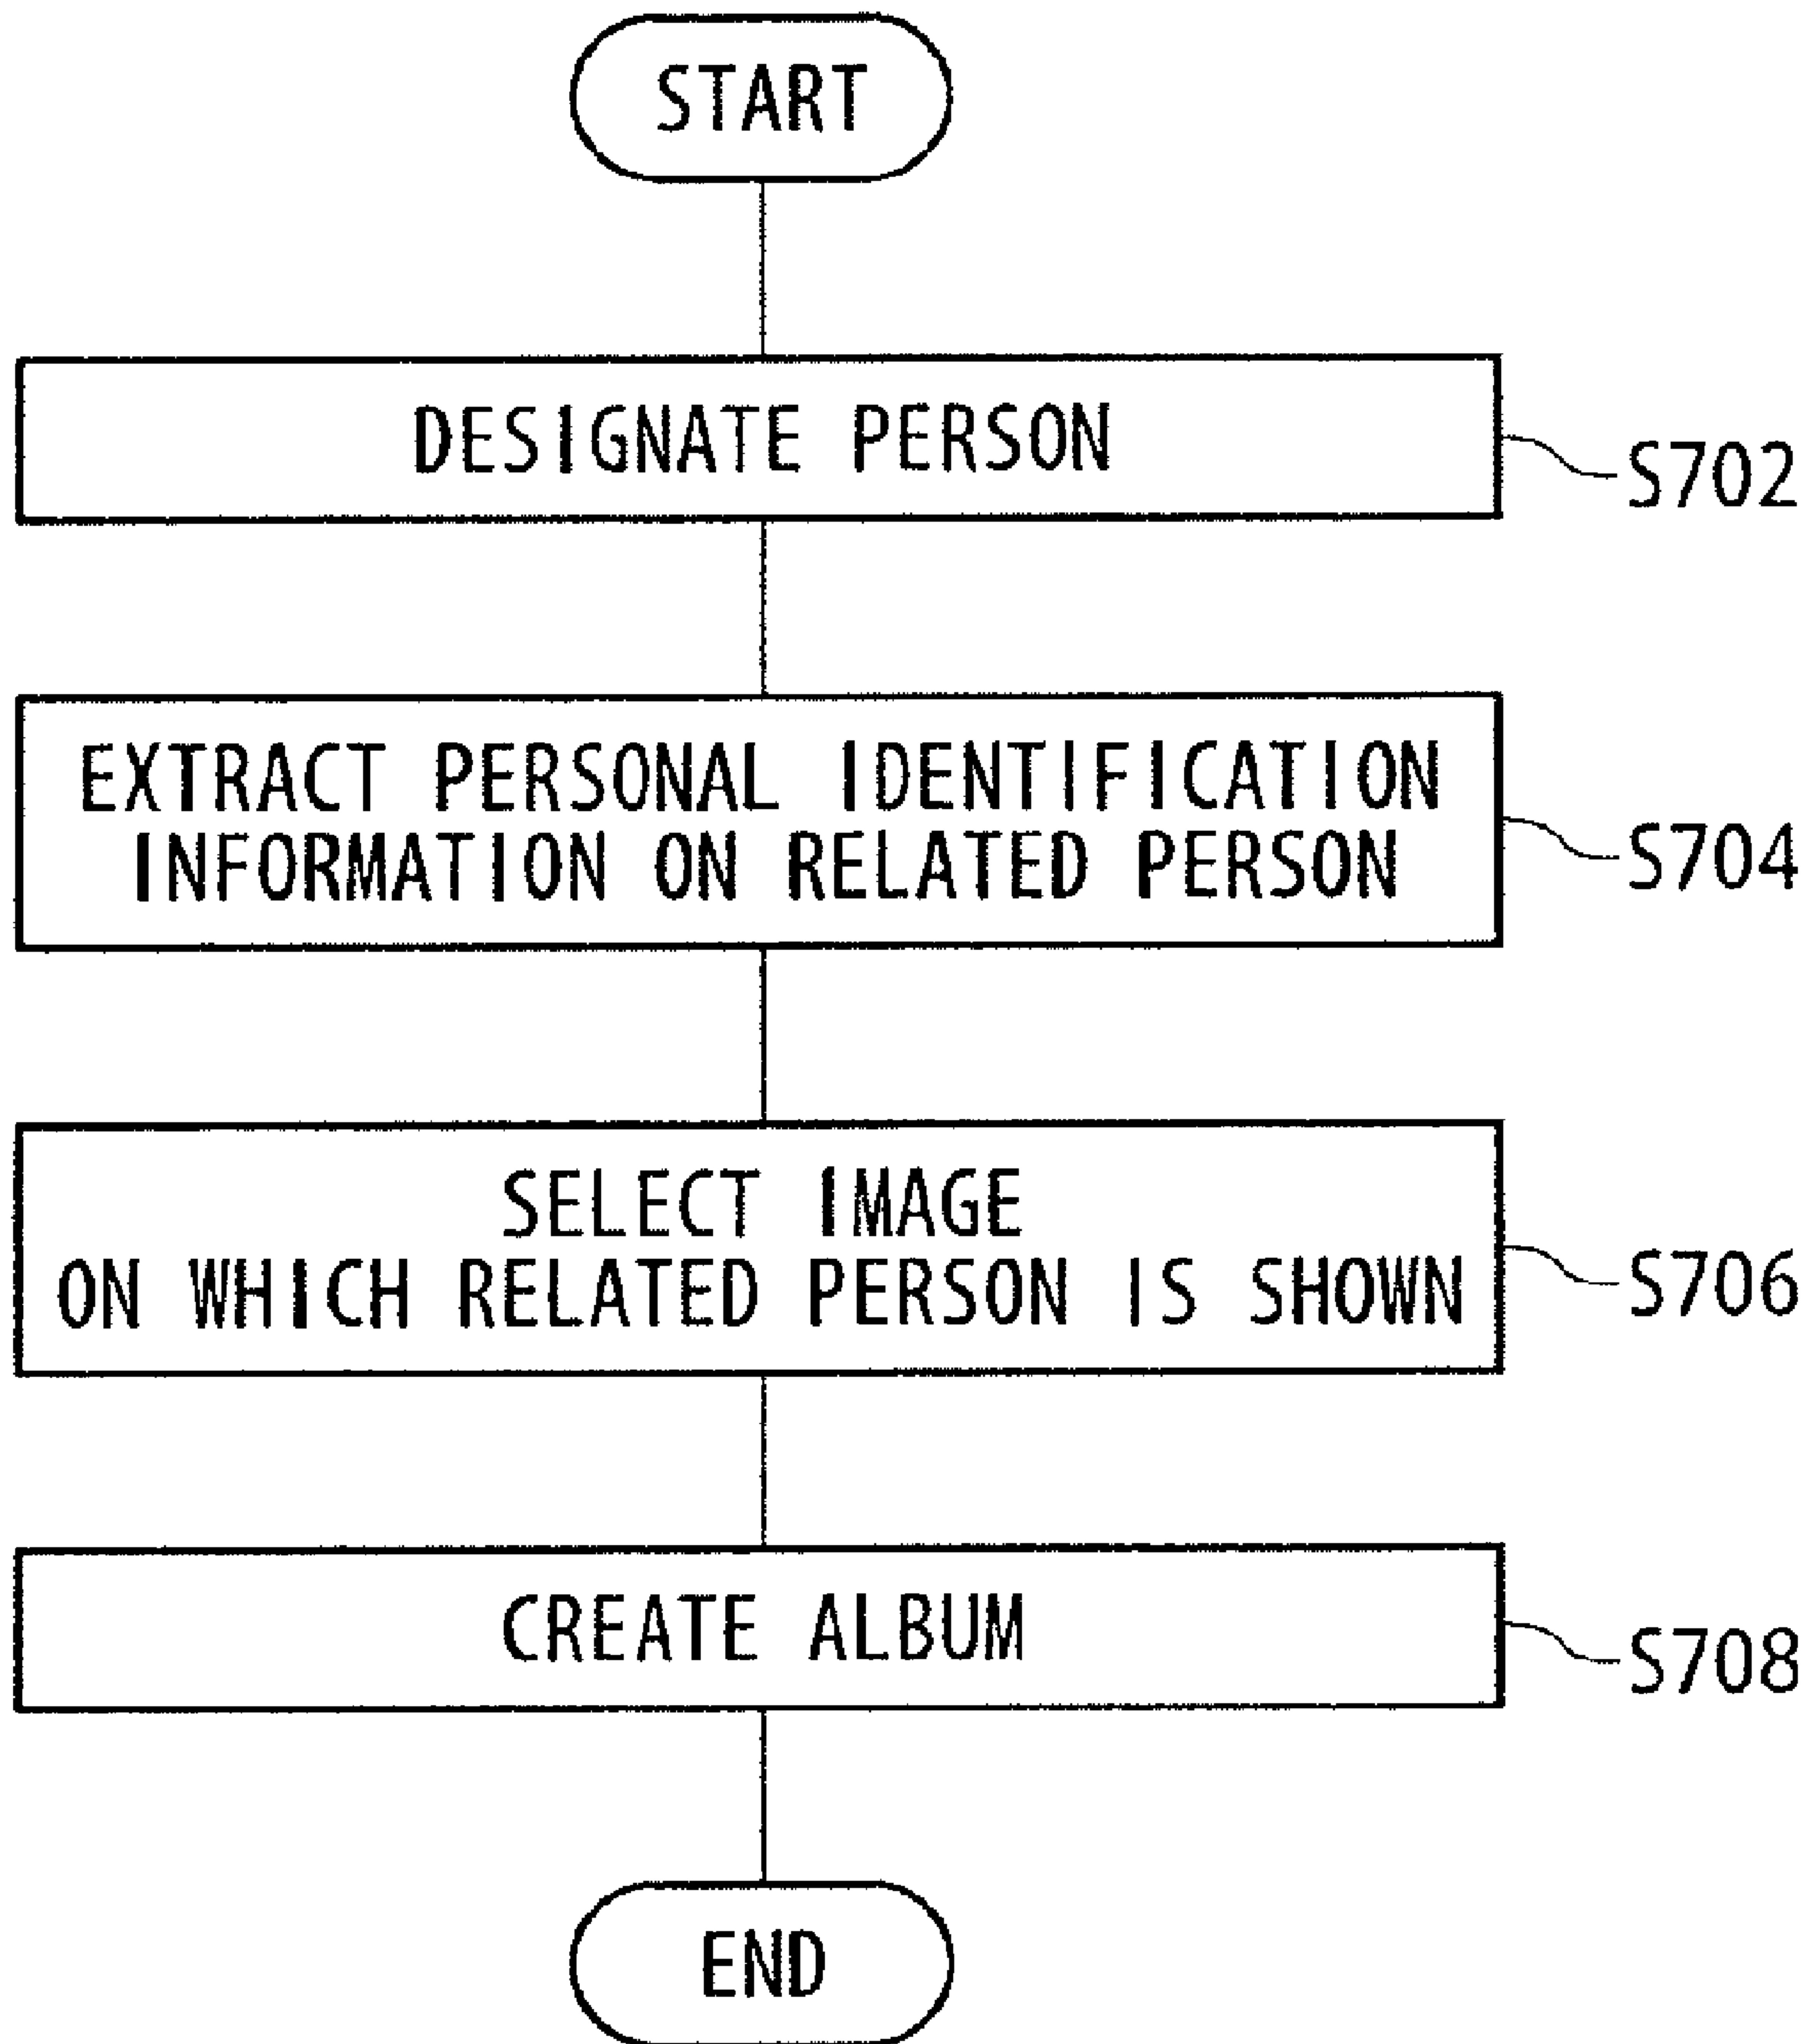 START
DESIGNATE PERSON
S702
EXTRACT PERSONAL IDENTIFICATION
INFORMATION ON RELATED PERSON
S704
SELECT IMAGE
ON WHICH RELATED PERSON IS SHOWN
S706
CREATE ALBUM
S708
END